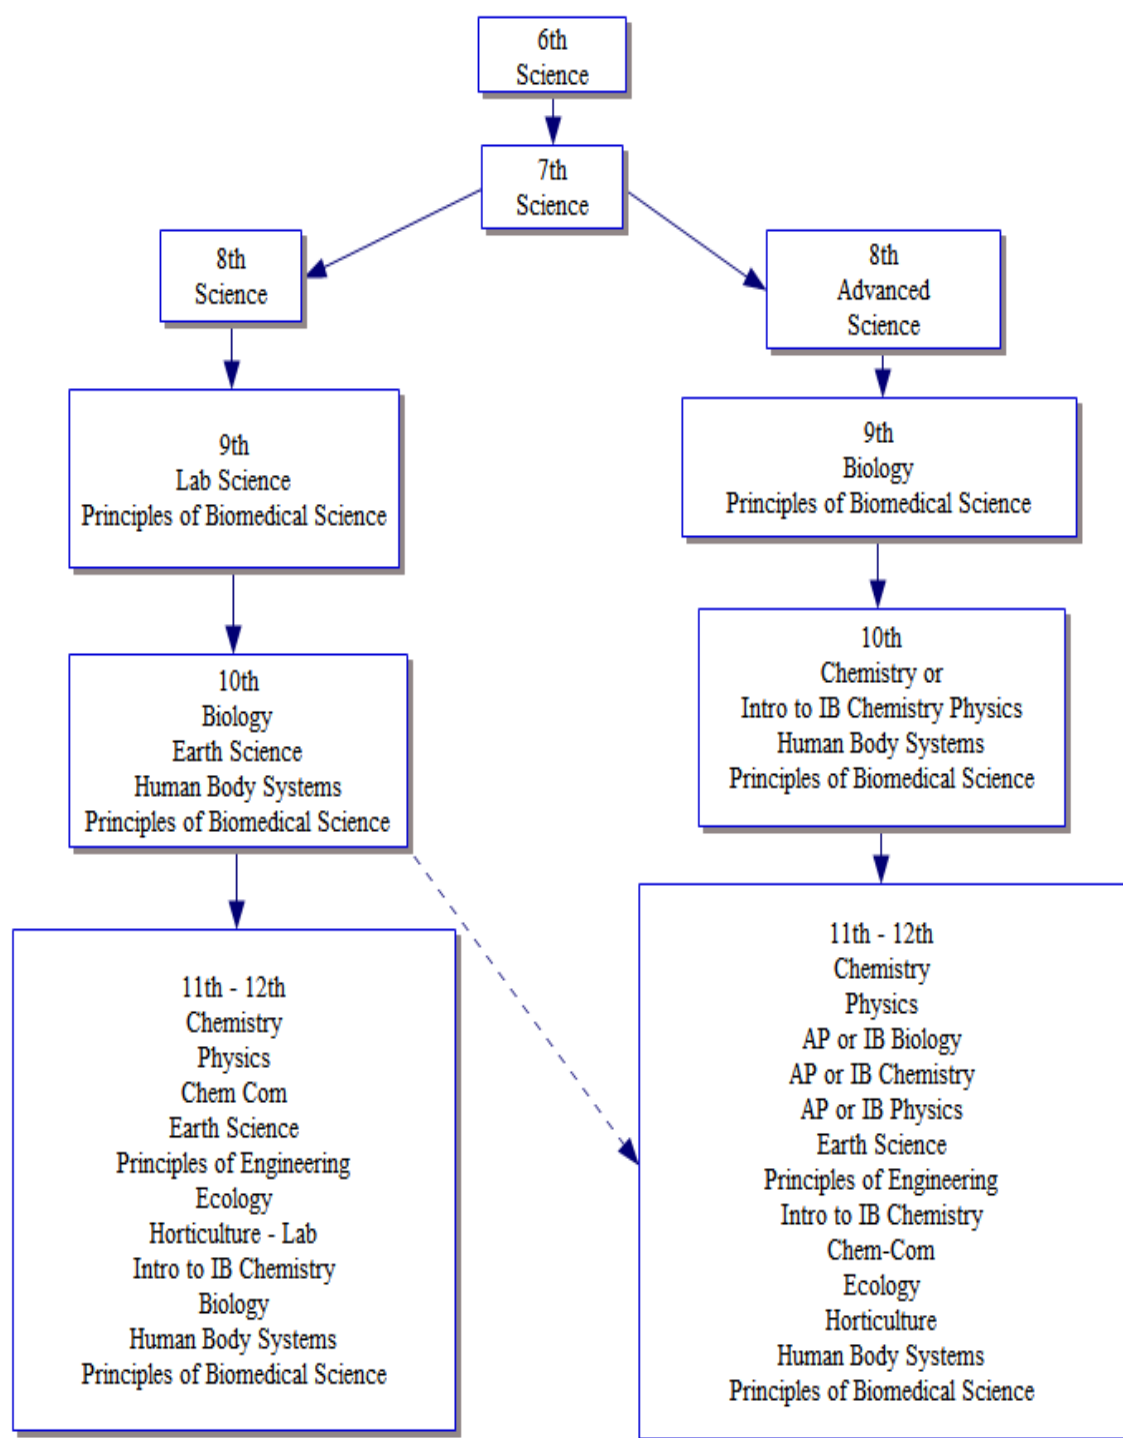 6th
Science
7th
Science
8th
Science
8th
Advanced
Science
9th
Lab Science
Principles of Biomedical Science
9th
Biology
Principles of Biomedical Science
10th
Biology
Earth Science
Human Body Systems
Principles of Biomedical Science
10th
Chemistry or
Intro to IB Chemistry Physics
Human Body Systems
Principles of Biomedical Science
11th - 12th
Chemistry
Physics
Chem Com
Earth Science
Principles of Engineering
Ecology
Horticulture - Lab
Intro to IB Chemistry
Biology
Human Body Systems
Principles of Biomedical Science
11th - 12th
Chemistry
Physics
AP or IB Biology
AP or IB Chemistry
AP or IB Physics
Earth Science
Principles of Engineering
Intro to IB Chemistry
Chem-Com
Ecology
Horticulture
Human Body Systems
Principles of Biomedical Science